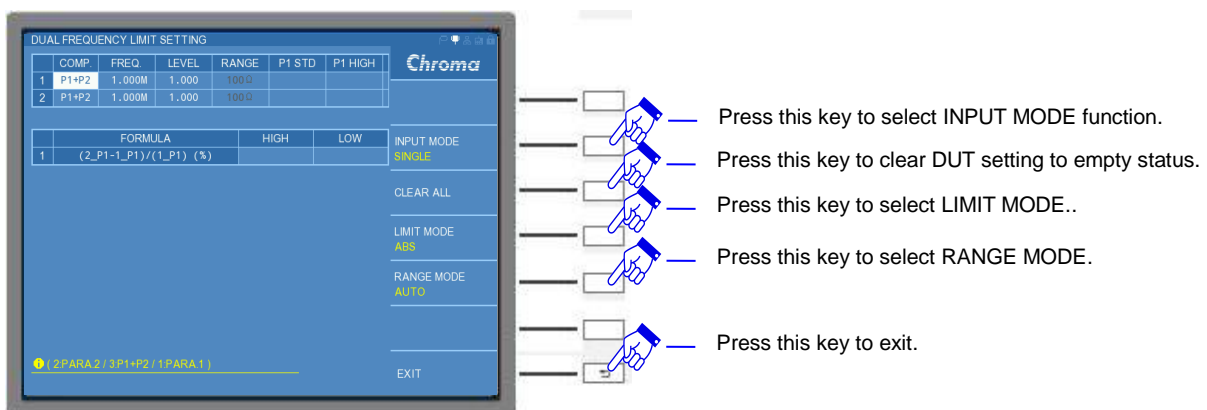 DUAL FREQUENCY LIMIT SETTING
Chroma
COMP. FREQ. LEVEL RANGE P1 STD P1 HIGH
1 P1+P2 1.000M 1.000 100Ω
2 P1+P2 1.000M 1.000 100Ω
FORMULA HIGH LOW
1 (2_P1-1_P1)/(1_P1) (%)
INPUT MODE
SINGLE
CLEAR ALL
LIMIT MODE
ABS
RANGE MODE
AUTO
( 2:PARA.2 / 3:P1+P2 / 1:PARA.1 )
EXIT
Press this key to select INPUT MODE function.
Press this key to clear DUT setting to empty status.
Press this key to select LIMIT MODE..
Press this key to select RANGE MODE.
Press this key to exit.